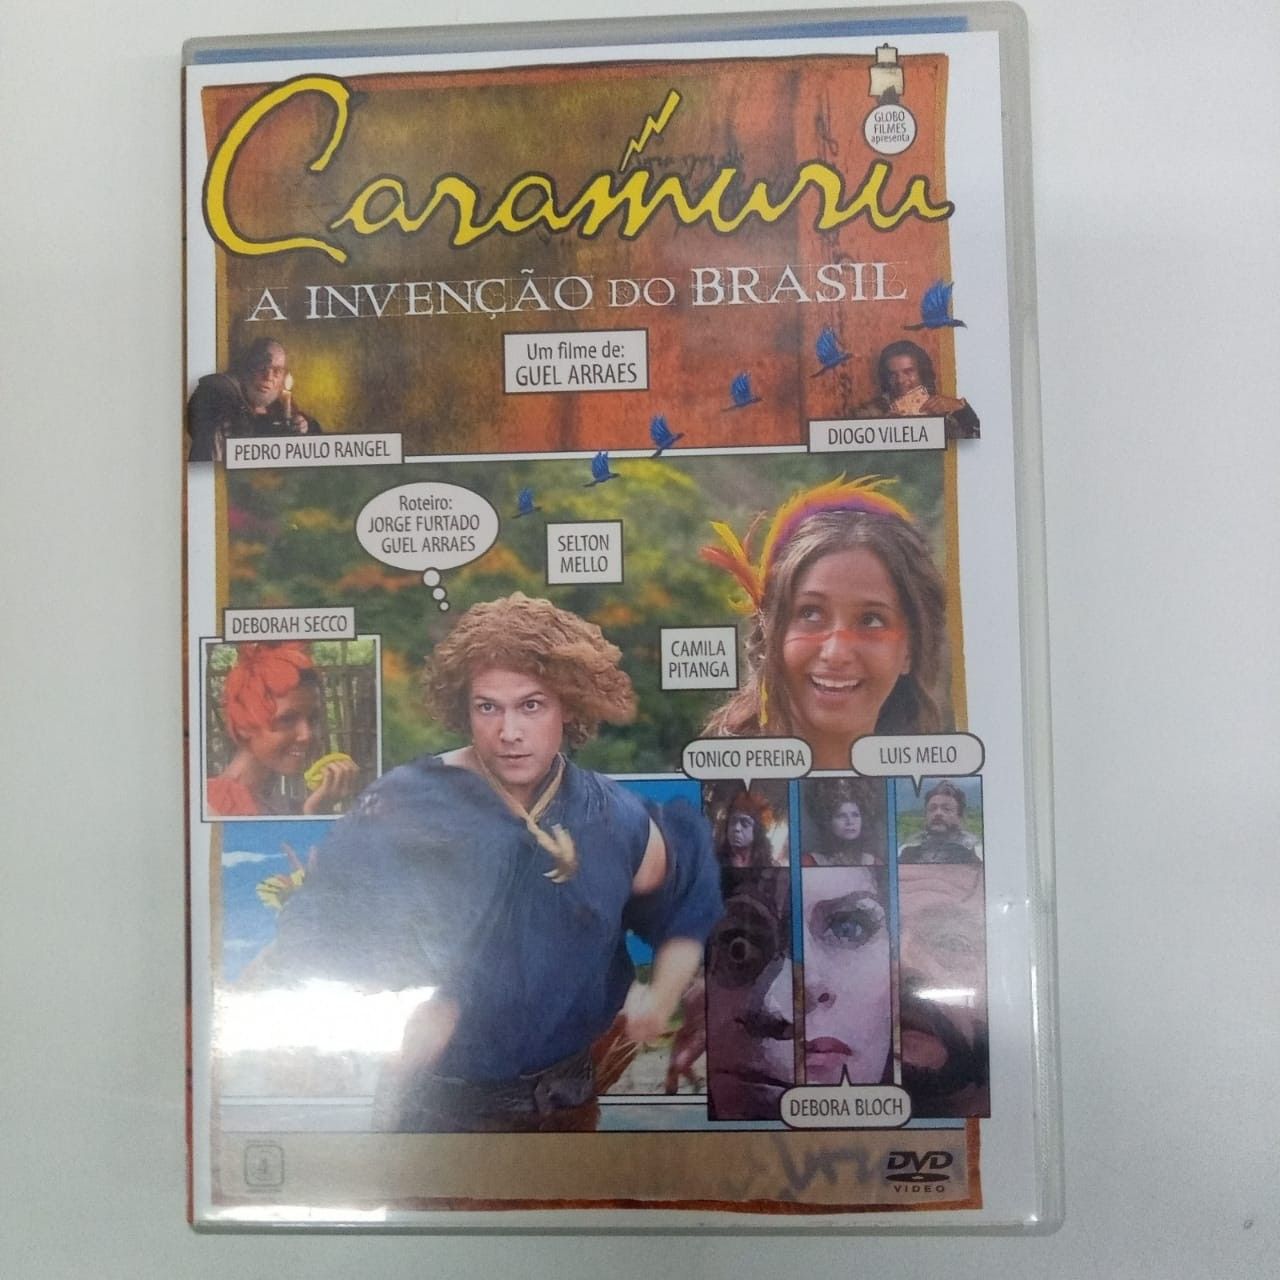 GLOBO
FILMES
apresenta
Caramuru
A INVENÇÃO DO BRASIL
Um filme de:
GUEL ARRAES
PEDRO PAULO RANGEL
DIOGO VILELA
Roteiro:
JORGE FURTADO
GUEL ARRAES
SELTON
MELLO
DEBORAH SECCO
CAMILA
PITANGA
TONICO PEREIRA
LUIS MELO
DEBORA BLOCH
DVD
VIDEO